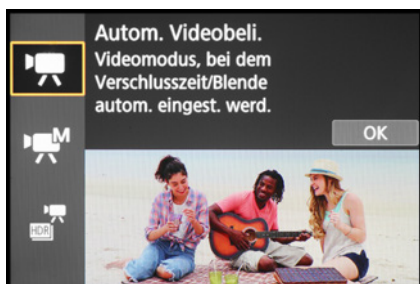 Autom. Videobeli.
Videomodus, bei dem
Verschlusszeit/Blende
autom. eingest. werd.
OK
M
HDR